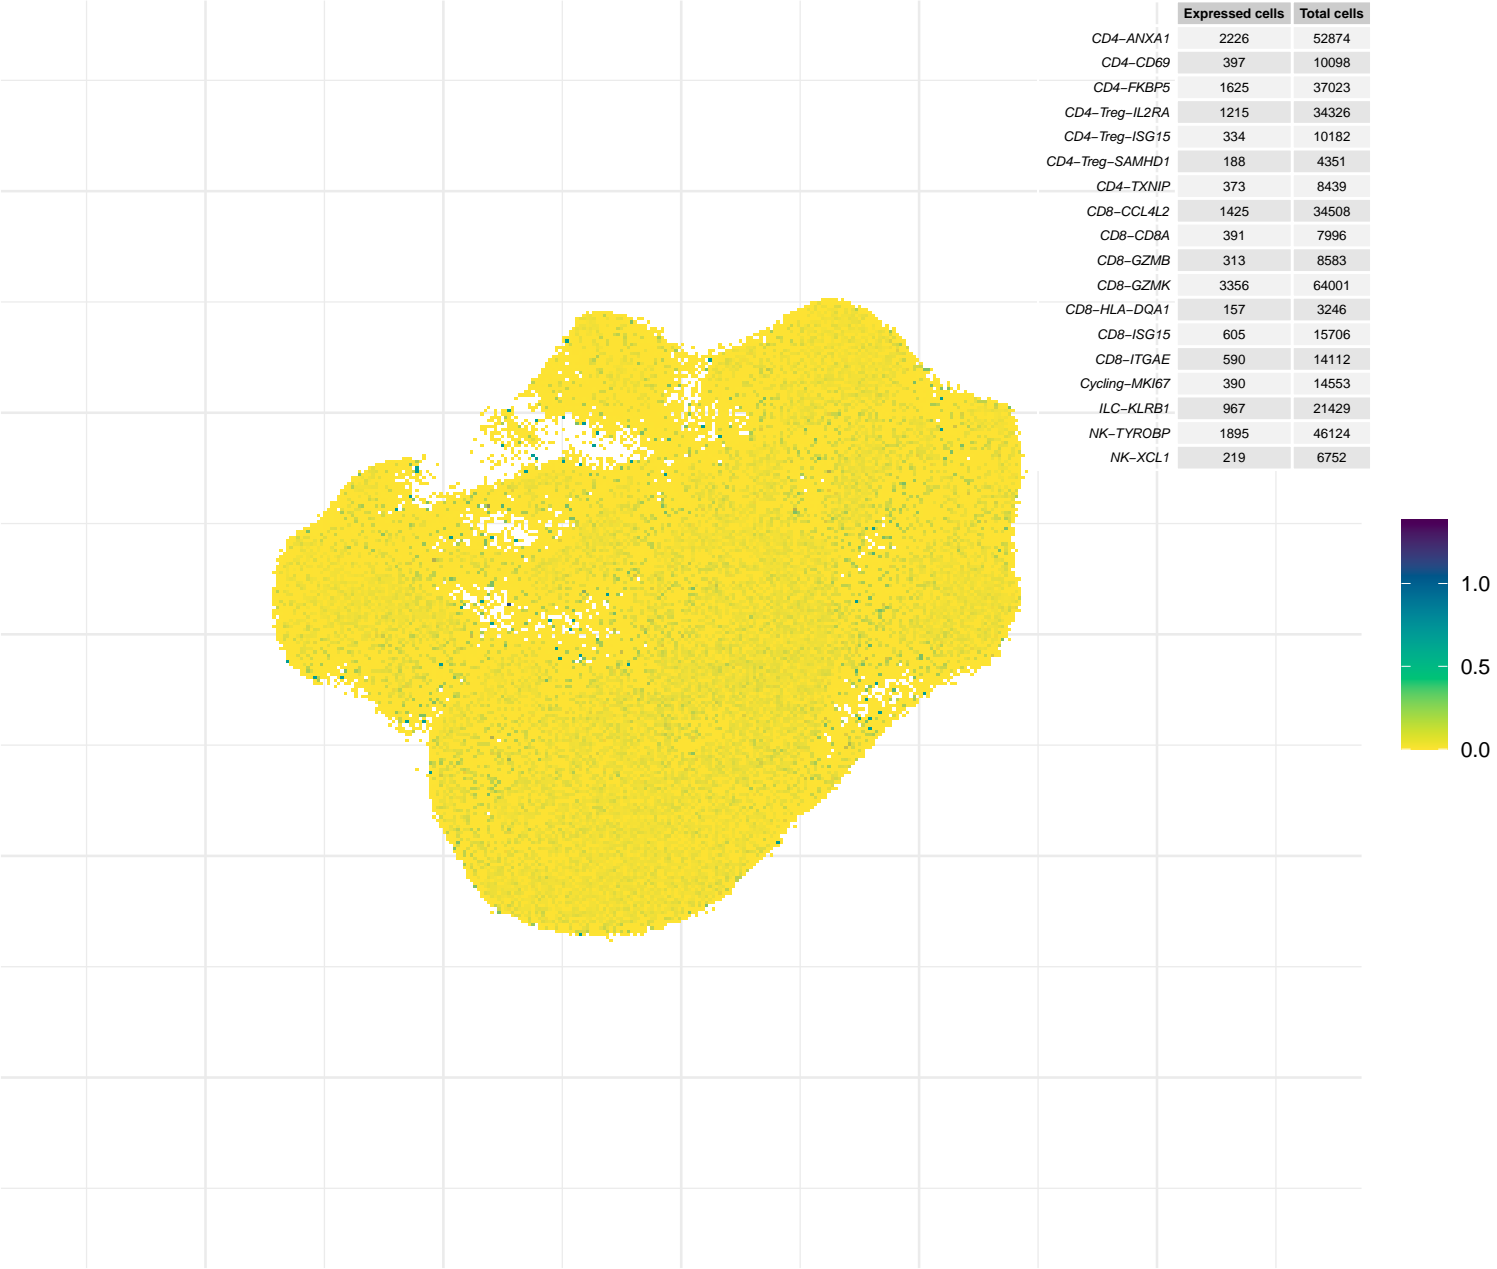 Expressed cells Total cells
CD4−ANXA1 2226 52874
CD4−CD69 397 10098
CD4−FKBP5 1625 37023
CD4−Treg−IL2RA 1215 34326
CD4−Treg−ISG15 334 10182
CD4−Treg−SAMHD1 188 4351
CD4−TXNIP 373 8439
CD8−CCL4L2 1425 34508
CD8−CD8A 391 7996
CD8−GZMB 313 8583
CD8−GZMK 3356 64001
CD8−HLA−DQA1 157 3246
CD8−ISG15 605 15706
CD8−ITGAE 590 14112
Cycling−MKI67 390 14553
ILC−KLRB1 967 21429
NK−TYROBP 1895 46124
NK−XCL1 219 6752
1.0
0.5
0.0